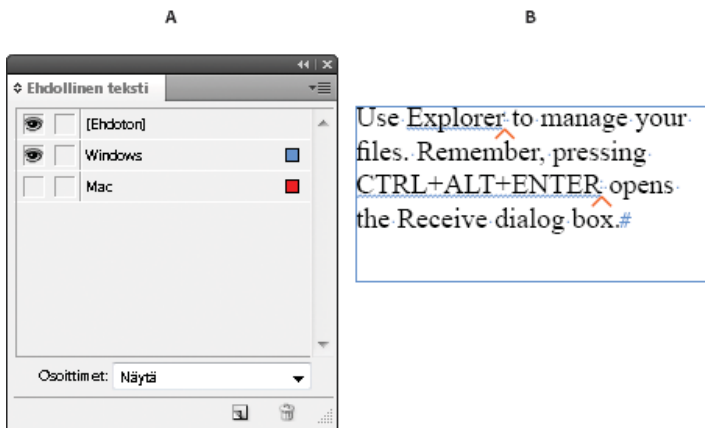 A
B
Ehdollinen teksti
[Ehdoton]
Windows
Mac
Osoittimet: Näytä
Use Explorer to manage your
files. Remember, pressing
CTRL+ALT+ENTER opens
the Receive dialog box.#